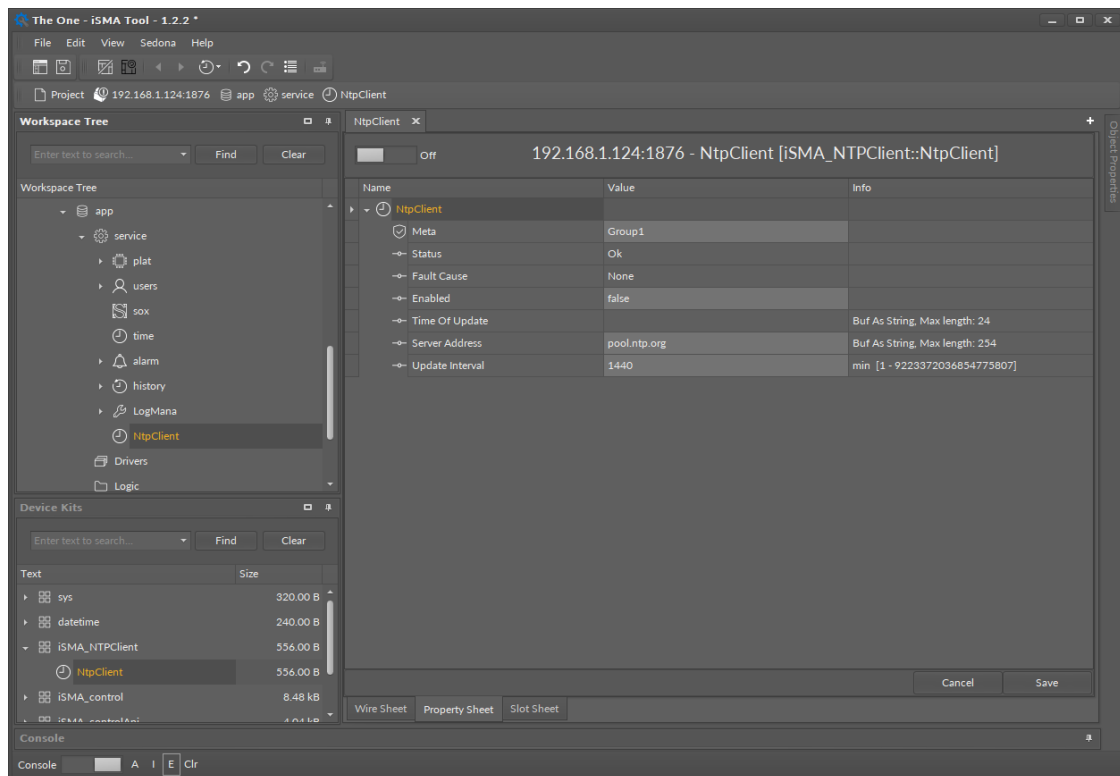 The One - iSMA Tool - 1.2.2 *
File Edit View Sedona Help
Project 192.168.1.124:1876 app service NtpClient
Workspace Tree
Enter text to search... Find Clear
Workspace Tree
app
service
plat
users
sox
time
alarm
history
LogMana
NtpClient
Drivers
Logic
Device Kits
Enter text to search... Find Clear
Text Size
sys 320.00 B
datetime 240.00 B
iSMA_NTPClient 556.00 B
NtpClient 556.00 B
iSMA_control 8.48 kB
iSMA_controlApi 4.04 kB
NtpClient
Off 192.168.1.124:1876 - NtpClient [iSMA_NTPClient::NtpClient]
Name Value Info
NtpClient
Meta Group1
Status Ok
Fault Cause None
Enabled false
Time Of Update Buf As String, Max length: 24
Server Address pool.ntp.org Buf As String, Max length: 254
Update Interval 1440 min [1 - 9223372036854775807]
Cancel Save
Wire Sheet Property Sheet Slot Sheet
Object Properties
Console
Console A I E Clr